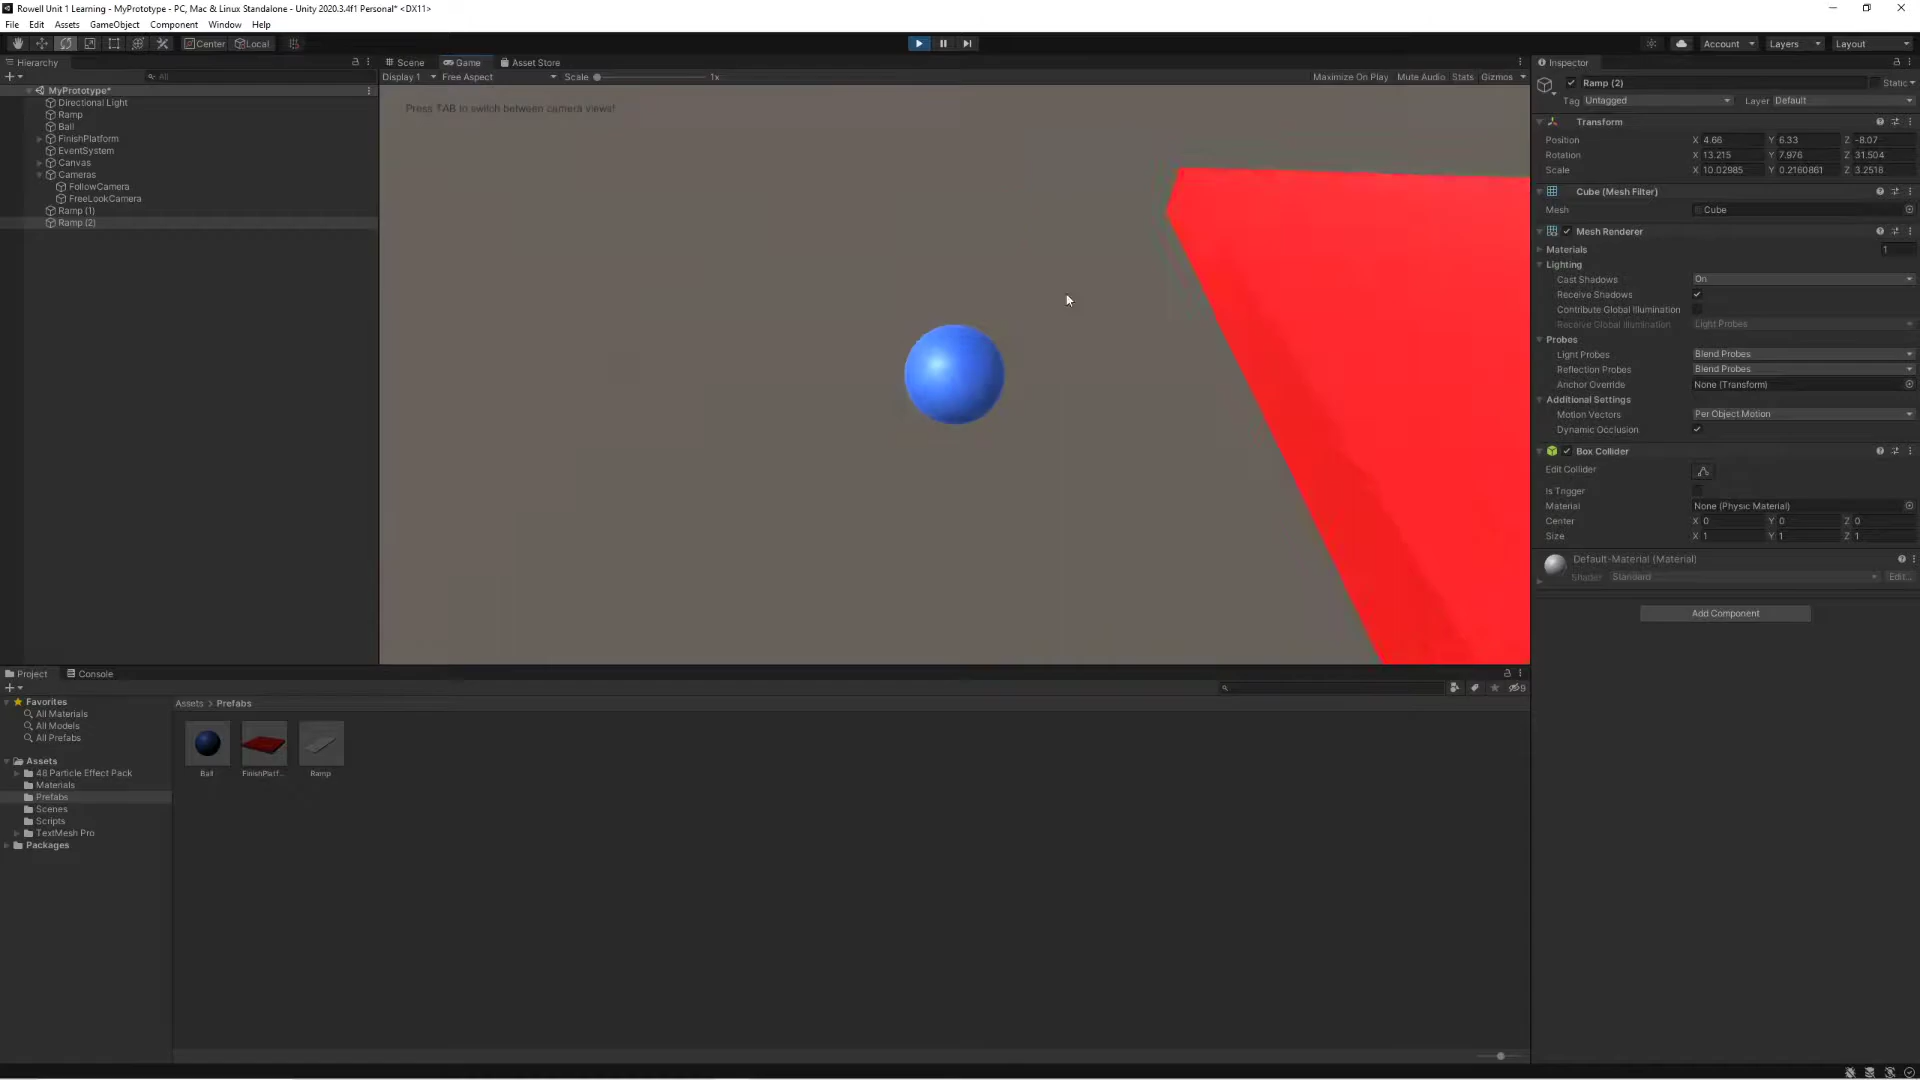 Rowell Unit 1 Learning - MyPrototype - PC, Mac & Linux Standalone - Unity 2020.3.4f1 Personal* <DX11>
File Edit Assets GameObject Component Window Help
Center Local Account Layers Layout
Hierarchy
All
MyPrototype*
Directional Light
Ramp
Ball
FinishPlatform
EventSystem
Canvas
Cameras
FollowCamera
FreeLookCamera
Ramp (1)
Ramp (2)
Scene Game Asset Store
Display 1 Free Aspect Scale 1x Maximize On Play Mute Audio Stats Gizmos
Press TAB to switch between camera views!
Inspector
Ramp (2) Static
Tag Untagged Layer Default
Transform
Position X 4.66 Y 6.33 Z -8.07
Rotation X 13.215 Y 7.976 Z 31.504
Scale X 10.02985 Y 0.2160861 Z 3.2518
Cube (Mesh Filter)
Mesh Cube
Mesh Renderer
Materials 1
Lighting
Cast Shadows On
Receive Shadows
Contribute Global Illumination
Receive Global Illumination Light Probes
Probes
Light Probes Blend Probes
Reflection Probes Blend Probes
Anchor Override None (Transform)
Additional Settings
Motion Vectors Per Object Motion
Dynamic Occlusion
Box Collider
Edit Collider
Is Trigger
Material None (Physic Material)
Center X 0 Y 0 Z 0
Size X 1 Y 1 Z 1
Default-Material (Material)
Shader Standard Edit...
Add Component
Project Console
9
Favorites
All Materials
All Models
All Prefabs
Assets
48 Particle Effect Pack
Materials
Prefabs
Scenes
Scripts
TextMesh Pro
Packages
Assets > Prefabs
Ball FinishPlatf... Ramp